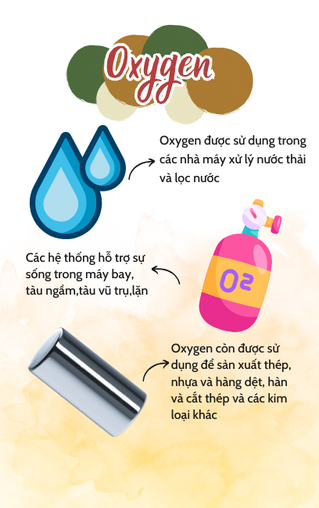 Oxygen
Oxygen được sử dụng trong
các nhà máy xử lý nước thải
và lọc nước
Các hệ thống hỗ trợ sự
sống trong máy bay,
tàu ngầm,tàu vũ trụ,lặn
O2
Oxygen còn được sử
dụng để sản xuất thép,
nhựa và hàng dệt, hàn
và cắt thép và các kim
loại khác